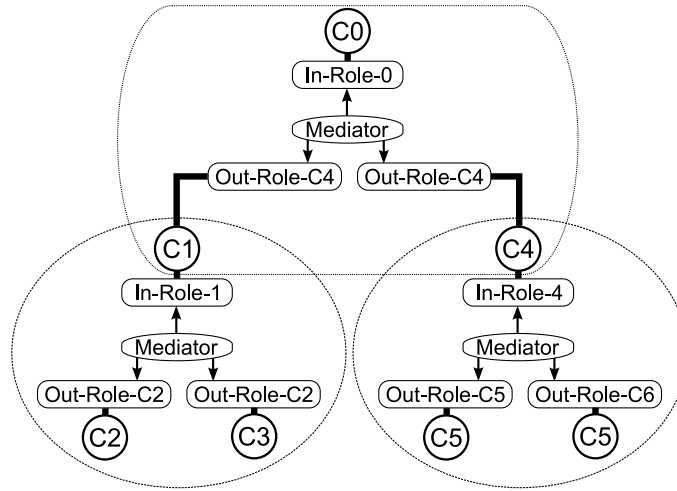 C0
In-Role-0
Mediator
Out-Role-C4 Out-Role-C4
C1 C4
In-Role-1 In-Role-4
Mediator Mediator
Out-Role-C2 Out-Role-C2 Out-Role-C5 Out-Role-C6
C2 C3 C5 C5